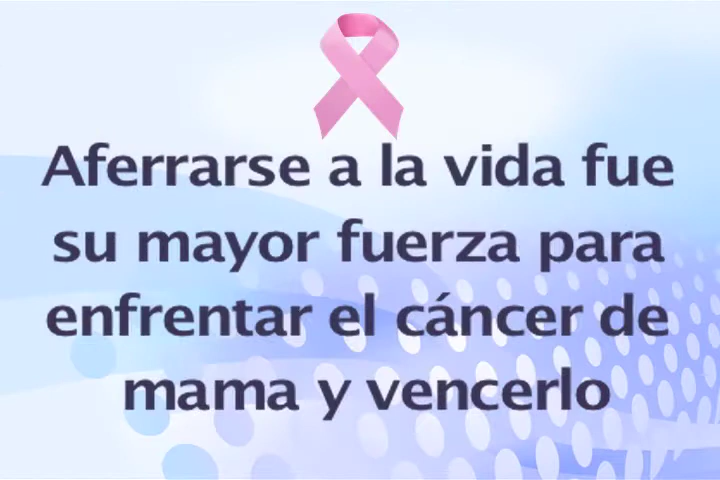 Aferrarse a la vida fue
su mayor fuerza para
enfrentar el cáncer de
mama y vencerlo